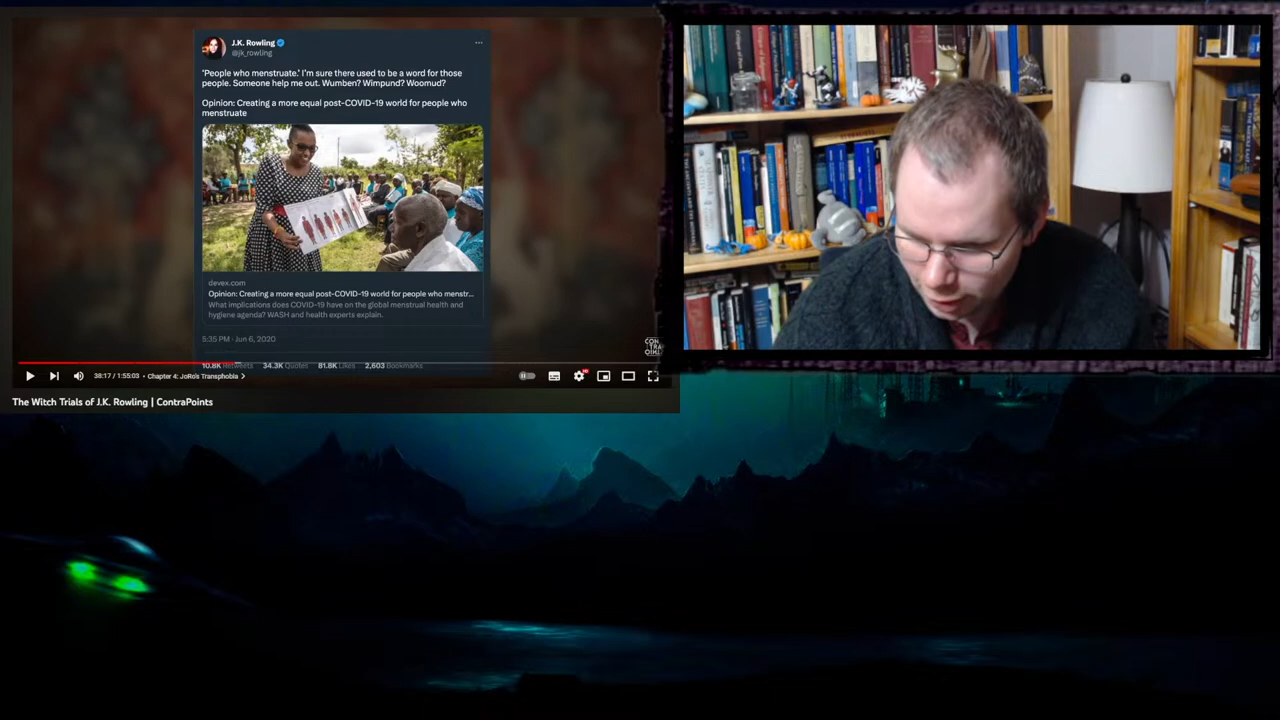 J.K. Rowling
@jk_rowling
'People who menstruate.' I'm sure there used to be a word for those
people. Someone help me out. Wumben? Wimpund? Woomud?
Opinion: Creating a more equal post-COVID-19 world for people who
menstruate
devex.com
Opinion: Creating a more equal post-COVID-19 world for people who menstr...
What implications does COVID-19 have on the global menstrual health and
hygiene agenda? WASH and health experts explain.
5:35 PM · Jun 6, 2020
10.8K Retweets 34.3K Quotes 81.8K Likes 2,603 Bookmarks
38:17 / 1:55:03 • Chapter 4: JoRo's Transphobia >
The Witch Trials of J.K. Rowling | ContraPoints